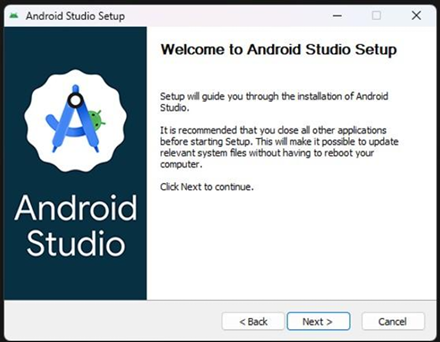 Android Studio Setup
Welcome to Android Studio Setup
Setup will guide you through the installation of Android
Studio.
It is recommended that you close all other applications
before starting Setup. This will make it possible to update
relevant system files without having to reboot your
computer.
Click Next to continue.
Android
Studio
< Back
Next >
Cancel